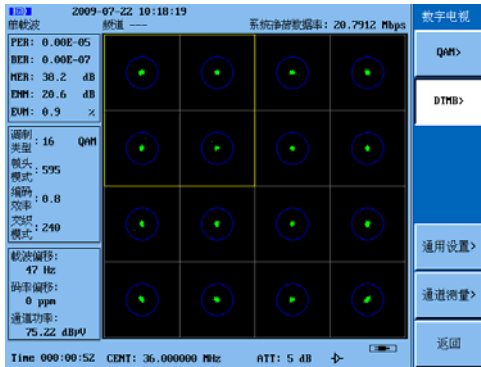 2009-07-22 10:18:19
单载波 频道 --- 系统净荷数据率: 20.7912 Mbps
PER: 0.00E-05
BER: 0.00E-07
MER: 38.2 dB
ENM: 20.6 dB
EVM: 0.9 %
调制类型: 16 QAM
帧头模式: 595
编码效率: 0.8
交织模式: 240
载波偏移:
47 Hz
码率偏移:
0 ppm
通道功率:
75.22 dBμV
Time 000:00:52 CENT: 36.000000 MHz ATT: 5 dB
数字电视
QAM>
DTMB>
通用设置>
通道测量>
返回